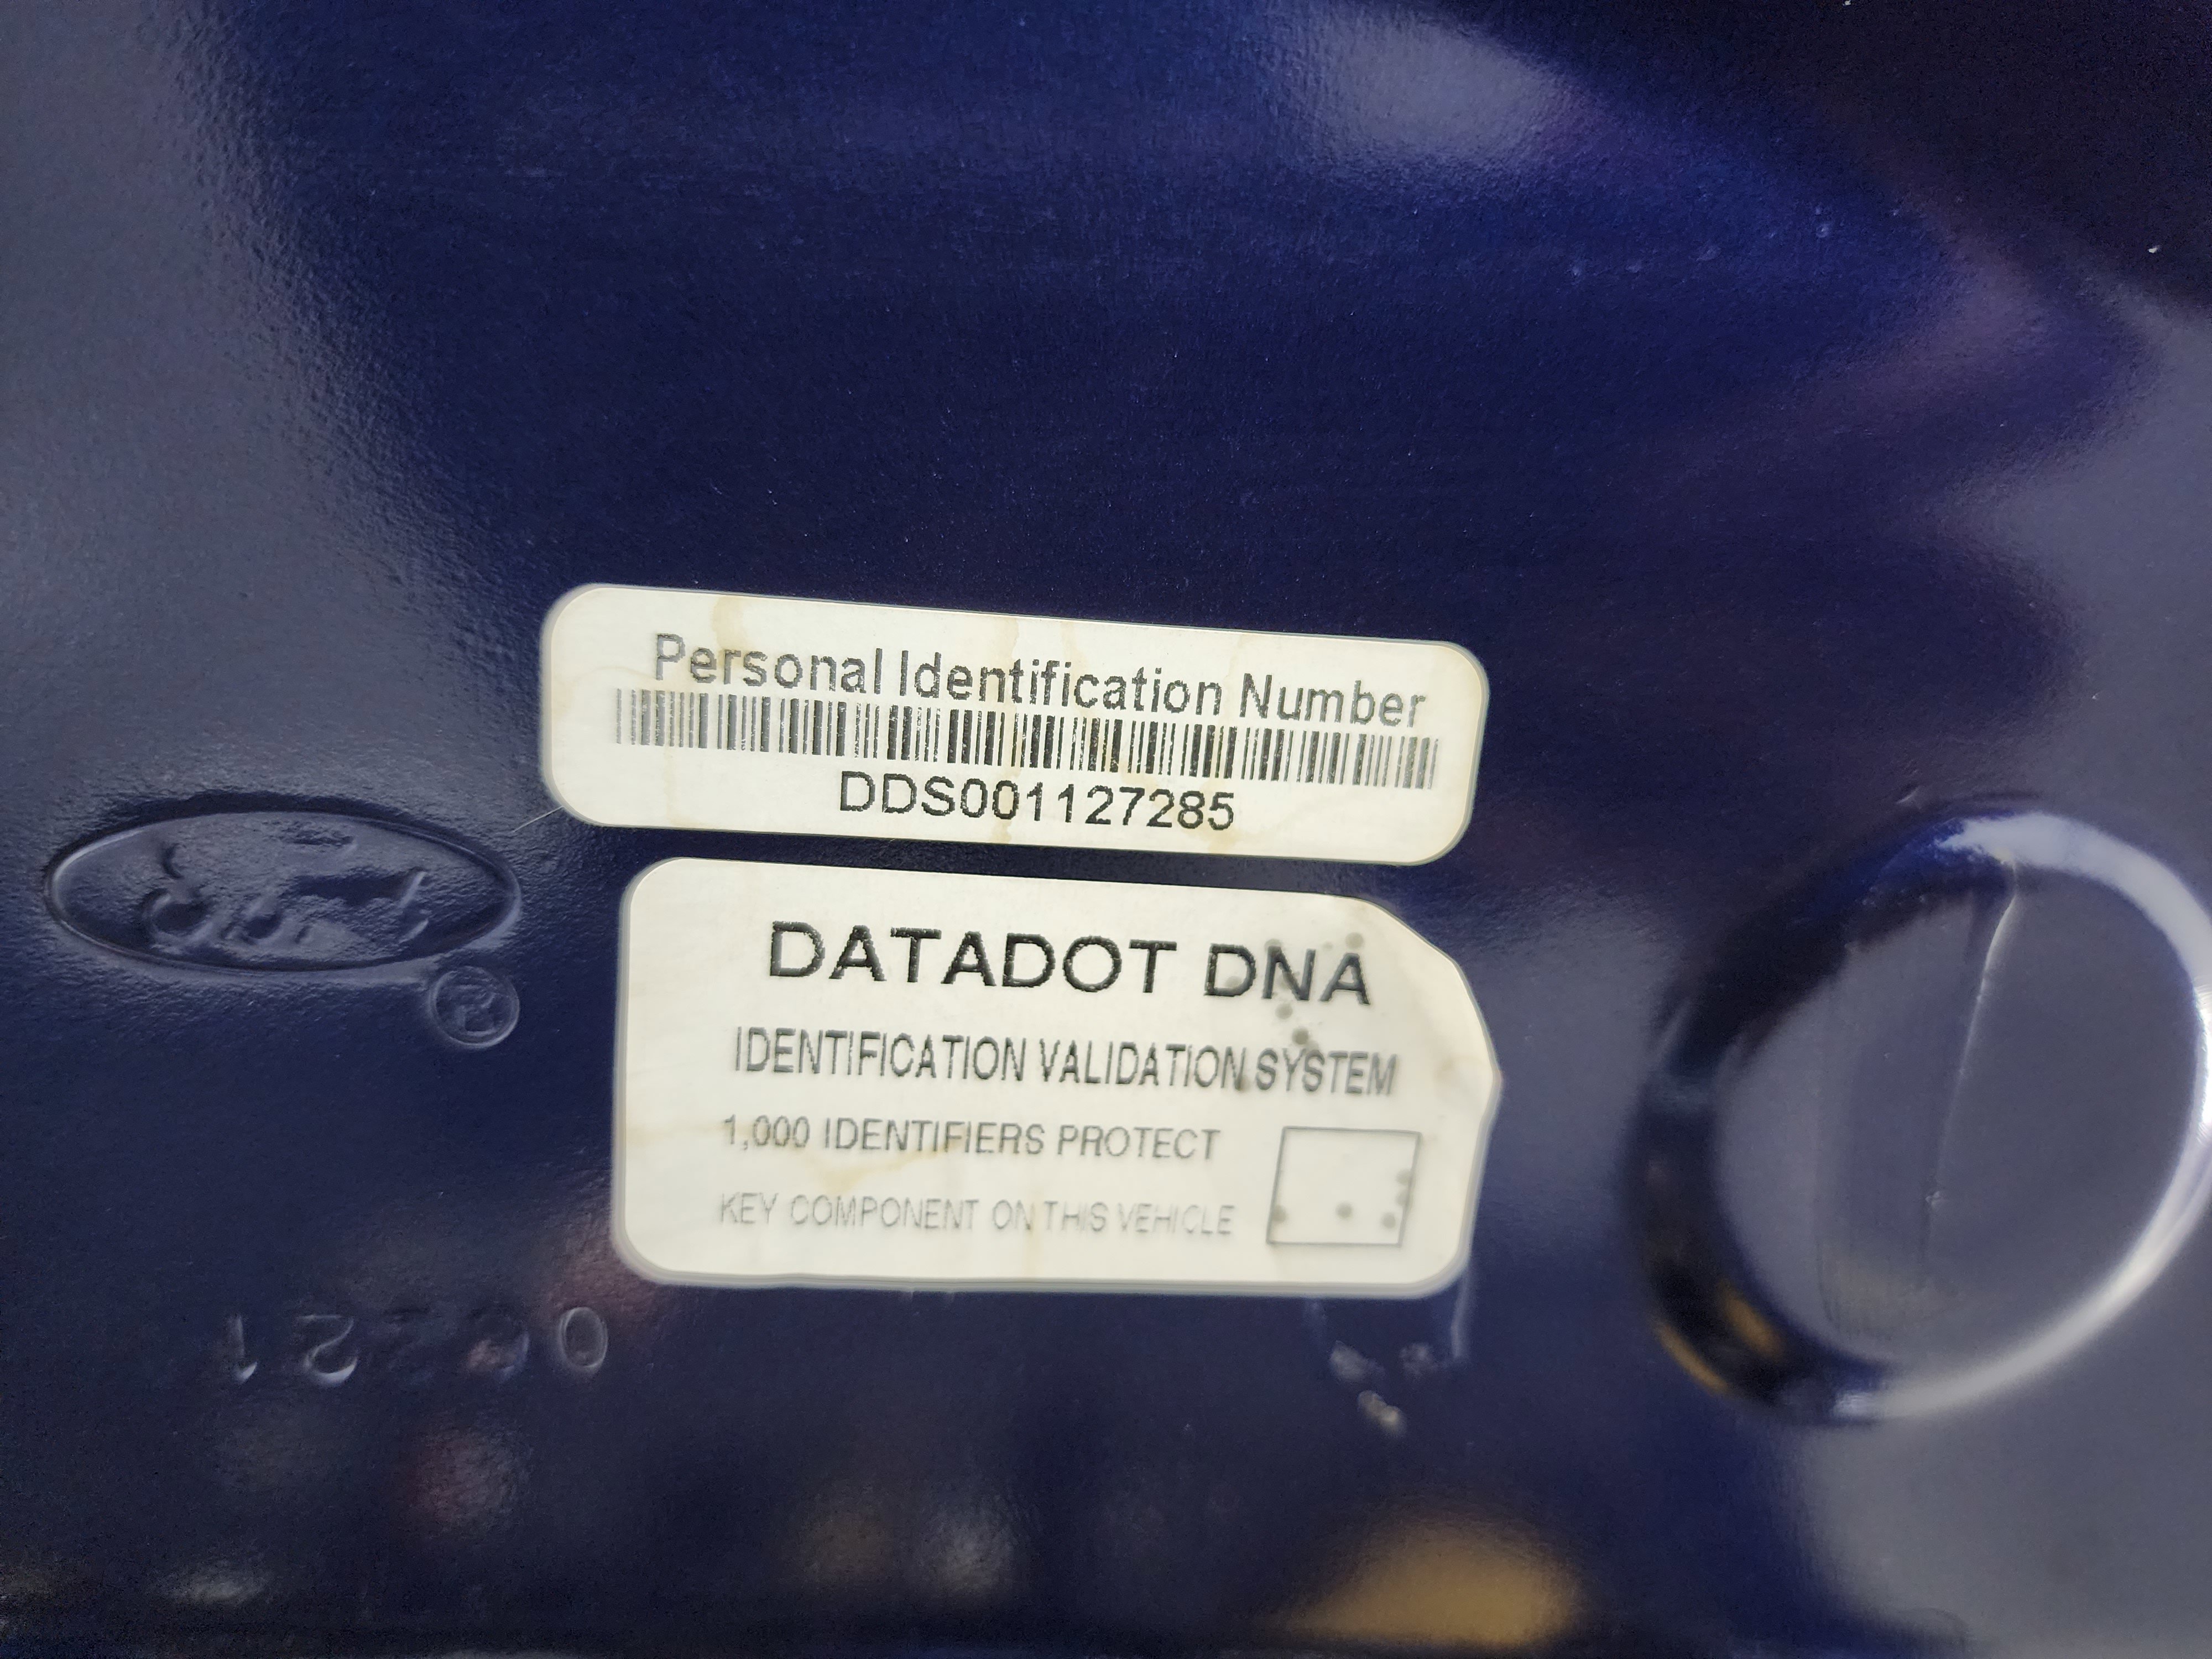 Personal Identification Number
DDS001127285
DATADOT DNA
IDENTIFICATION VALIDATION SYSTEM
1,000 IDENTIFIERS PROTECT
KEY COMPONENT ON THIS VEHICLE
®